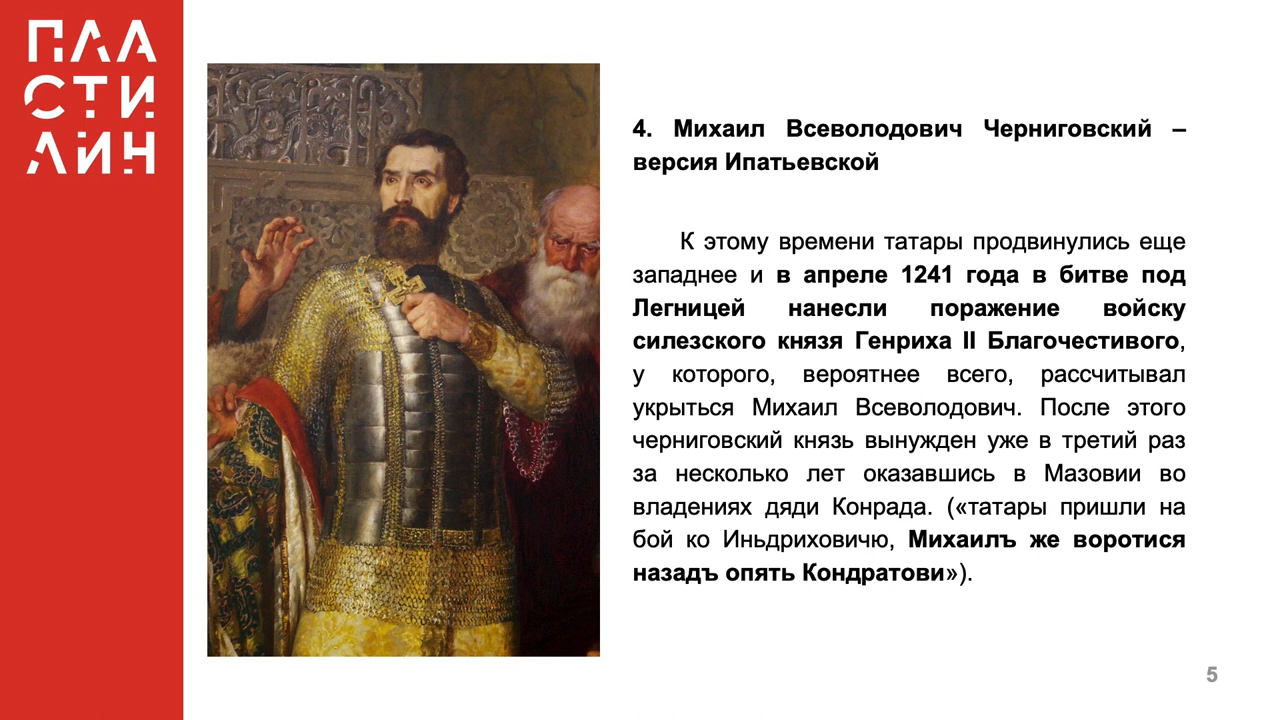 ПЛА
СТИ
ЛИН
4. Михаил Всеволодович Черниговский –
версия Ипатьевской
К этому времени татары продвинулись еще
западнее и в апреле 1241 года в битве под
Легницей нанесли поражение войску
силезского князя Генриха II Благочестивого,
у которого, вероятнее всего, рассчитывал
укрыться Михаил Всеволодович. После этого
черниговский князь вынужден уже в третий раз
за несколько лет оказавшись в Мазовии во
владениях дяди Конрада. («татары пришли на
бой ко Иньдриховичю, Михаилъ же воротися
назадъ опять Кондратови»).
5